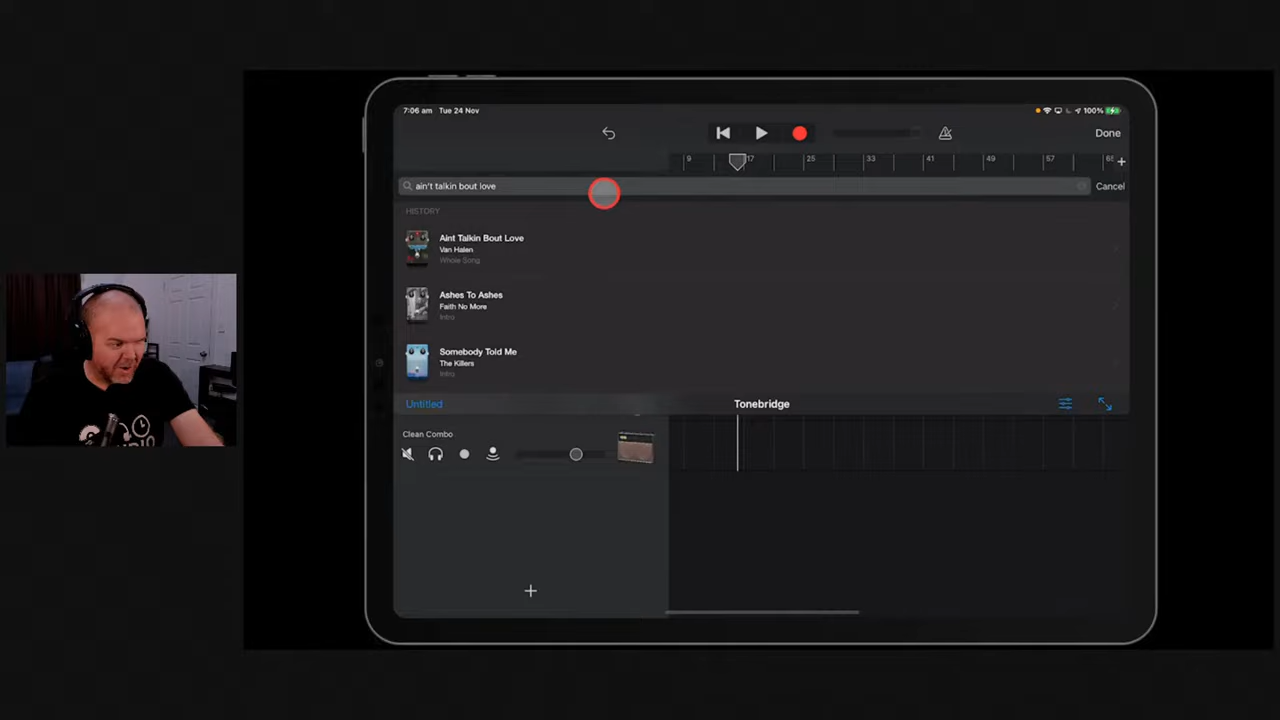 7:06 am Tue 24 Nov
100%
Done
9 17 25 33 41 49 57
ain't talkin bout love
Cancel
HISTORY
Aint Talkin Bout Love
Van Halen
Whole Song
Ashes To Ashes
Faith No More
Intro
Somebody Told Me
The Killers
Intro
Untitled
Tonebridge
Clean Combo